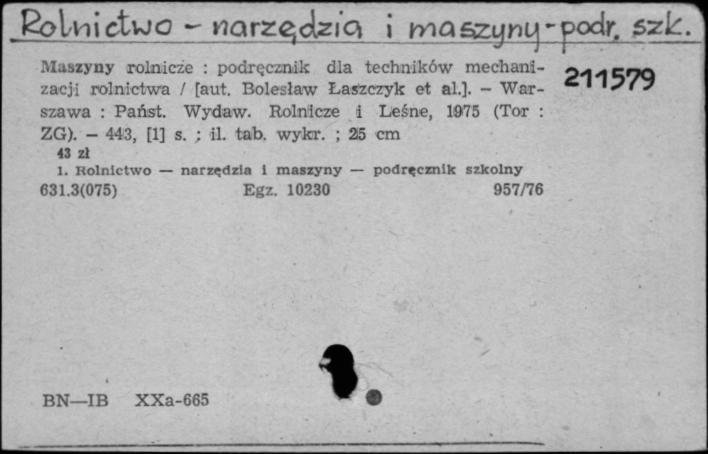 Rolnictwo - narzędzia i maszyny - podr. szk.
Maszyny rolnicze : podręcznik dla techników mechani-
zacji rolnictwa / [aut. Bolesław Łaszczyk et al.]. — War-
szawa : Państ. Wydaw. Rolnicze i Leśne, 1975 (Tor :
ZG). — 443, [1] s. ; il. tab. wykr. ; 25 cm
211579
43 zł
1. Rolnictwo — narzędzia i maszyny — podręcznik szkolny
631.3(075) Egz. 10230 957/76
BN—IB XXa-665